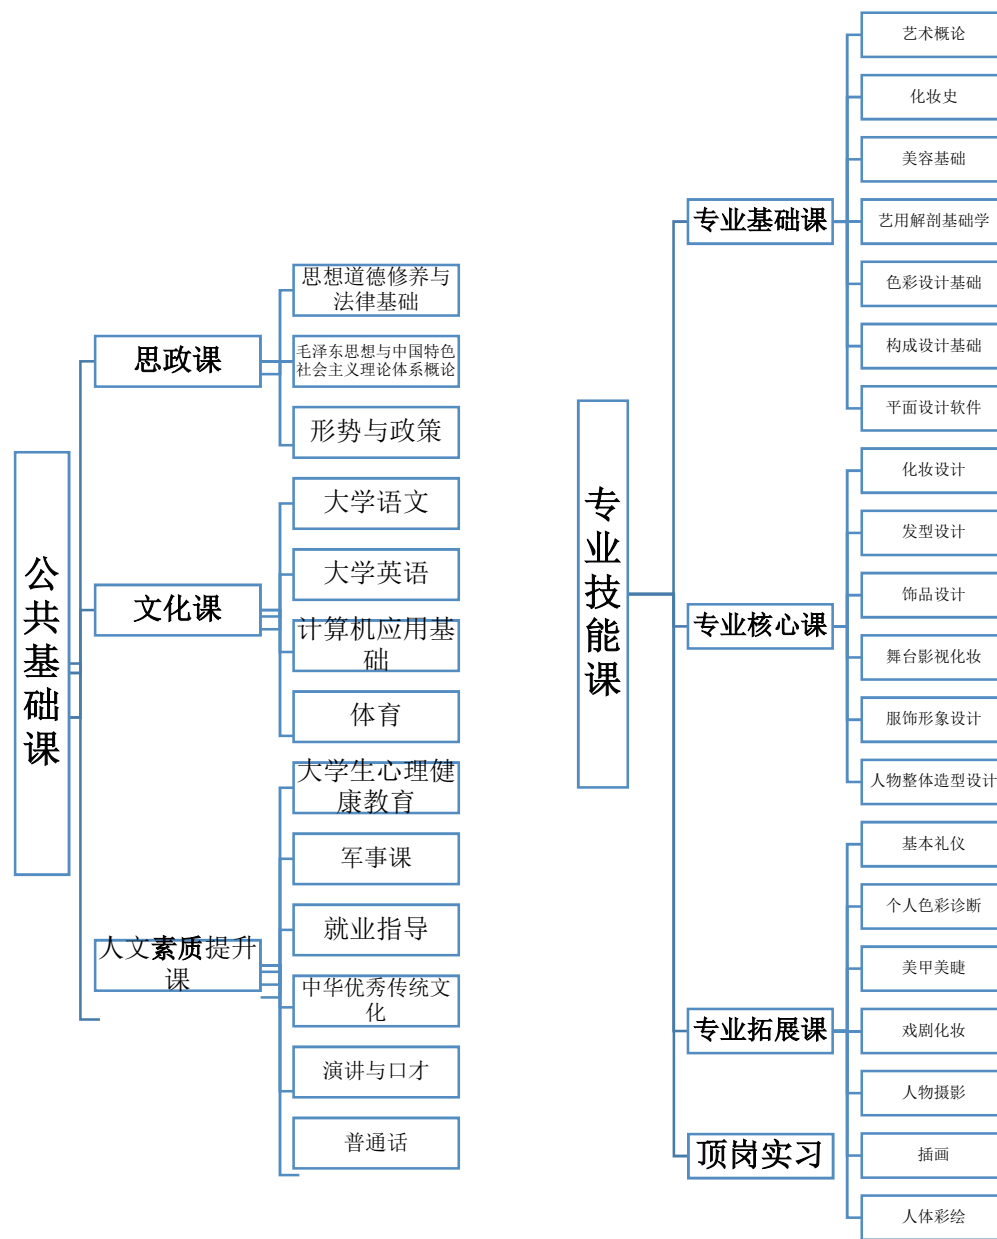 公
共
基
础
课
思政课
思想道德修养与
法律基础
毛泽东思想与中国特色
社会主义理论体系概论
形势与政策
文化课
大学语文
大学英语
计算机应用基
础
体育
人文素质提升
课
大学生心理健
康教育
军事课
就业指导
中华优秀传统文
化
演讲与口才
普通话
专
业
技
能
课
专业基础课
艺术概论
化妆史
美容基础
艺用解剖基础学
色彩设计基础
构成设计基础
平面设计软件
专业核心课
化妆设计
发型设计
饰品设计
舞台影视化妆
服饰形象设计
人物整体造型设计
专业拓展课
基本礼仪
个人色彩诊断
美甲美睫
戏剧化妆
人物摄影
插画
人体彩绘
顶岗实习